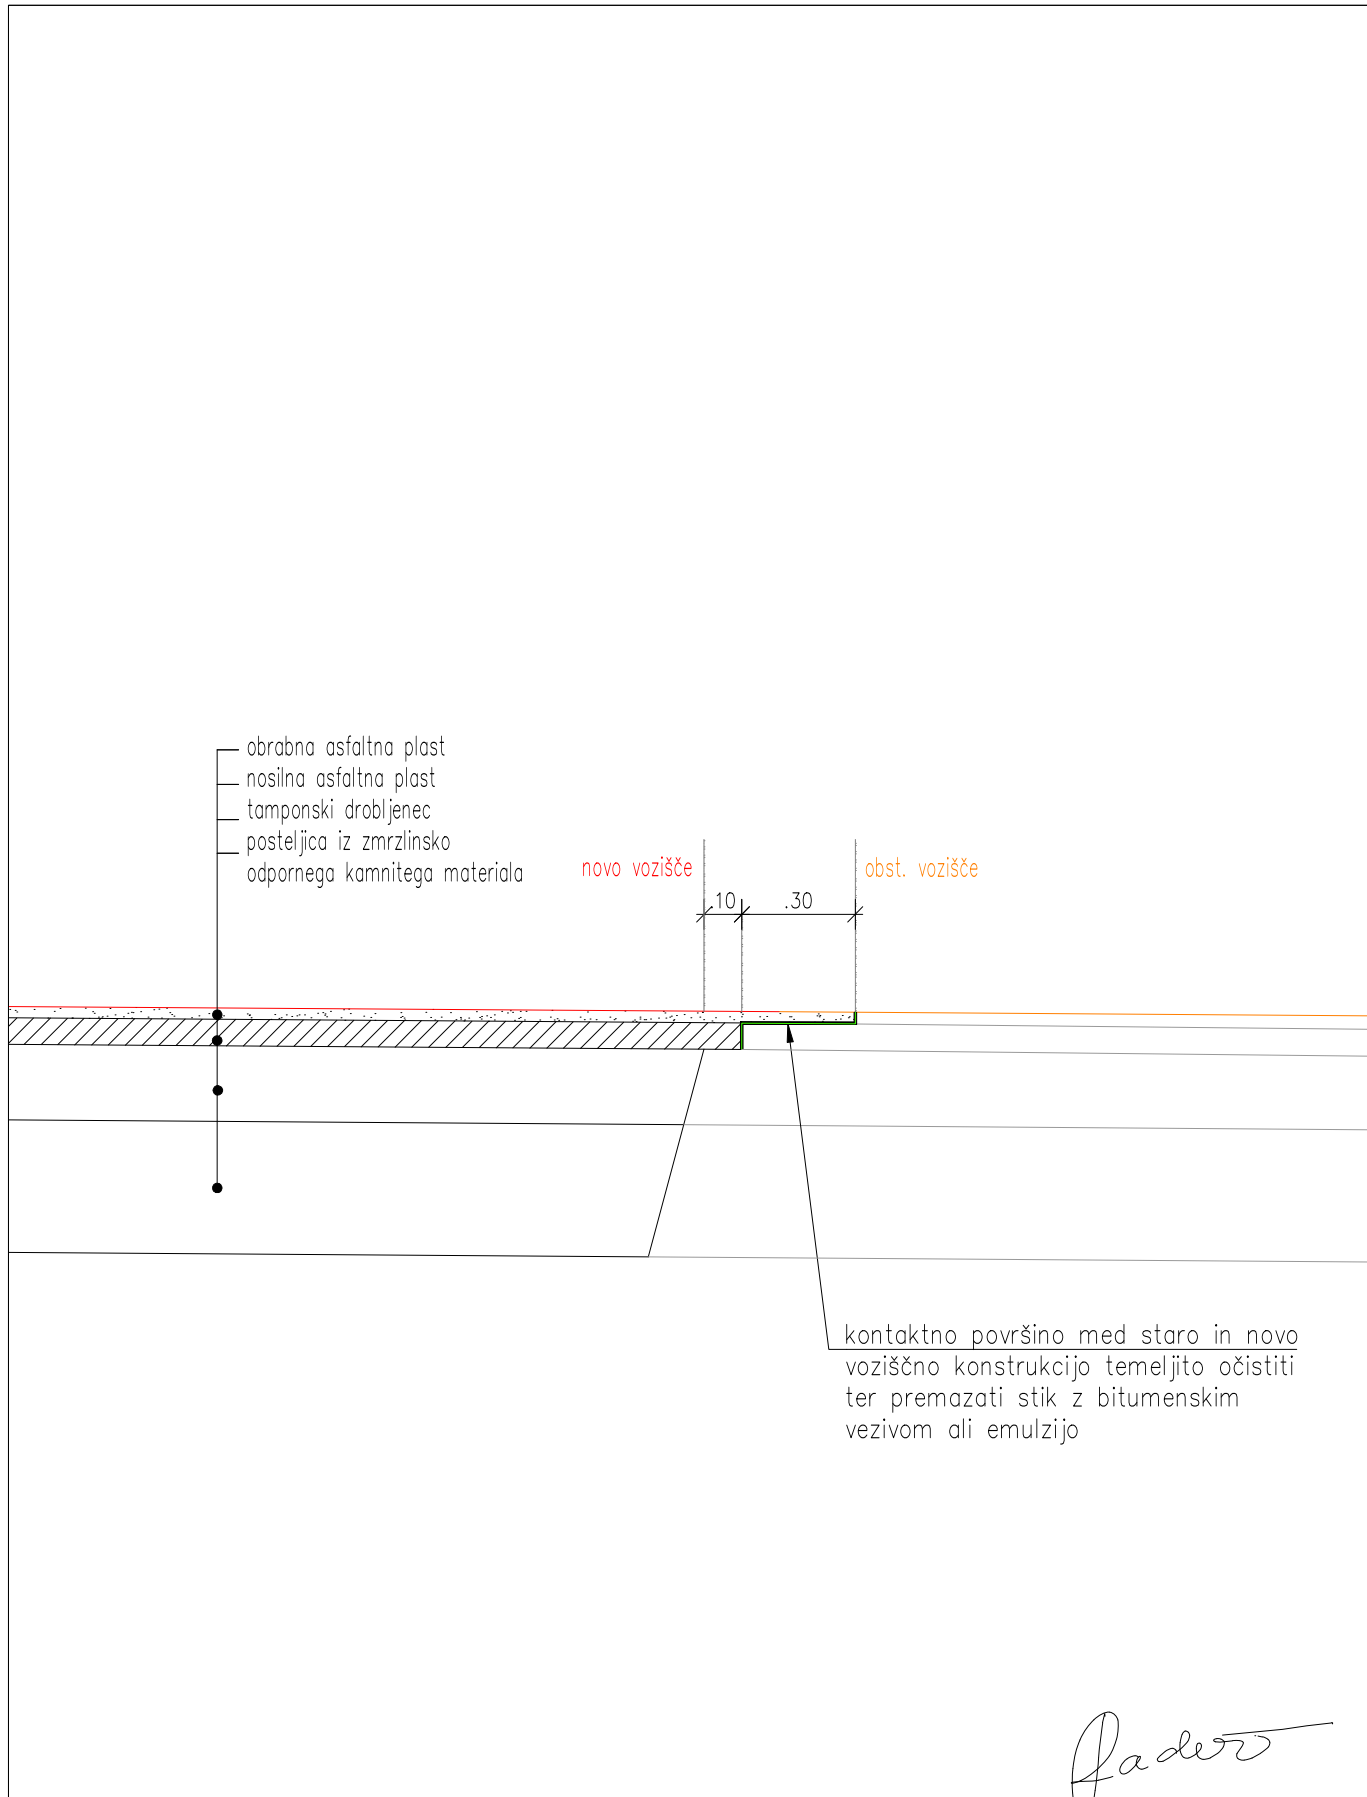 obrabna asfaltna plast
nosilna asfaltna plast
tamponski drobljenec
posteljica iz zmrzlinsko
odpornega kamnitega materiala
novo vozišče
obst. vozišče
.10
.30
kontaktno površino med staro in novo
voziščno konstrukcijo temeljito očistiti
ter premazati stik z bitumenskim
vezivom ali emulzijo